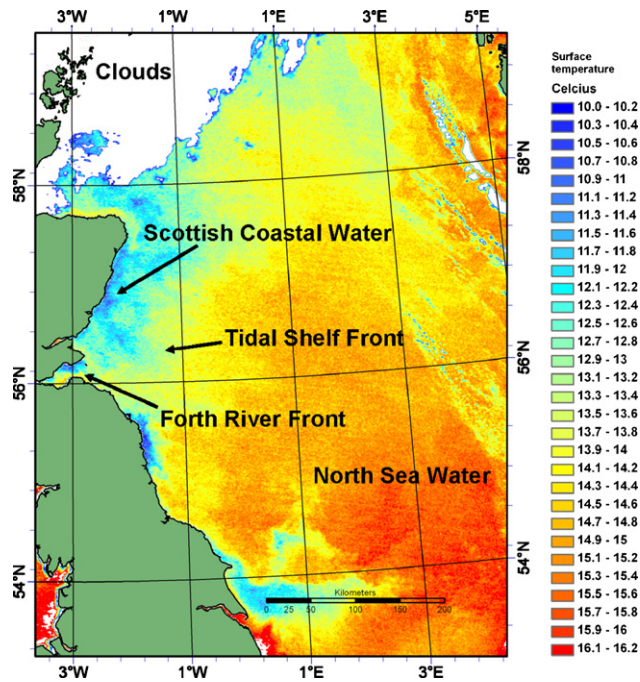 3°W 1°W 1°E 3°E 5°E
Clouds
58°N
58°N
Scottish Coastal Water
Tidal Shelf Front
56°N
56°N
Forth River Front
North Sea Water
54°N
54°N
Kilometers
0 25 50 100 150 200
3°W 1°W 1°E 3°E
Surface
temperature
Celcius
10.0 - 10.2
10.3 - 10.4
10.5 - 10.6
10.7 - 10.8
10.9 - 11
11.1 - 11.2
11.3 - 11.4
11.5 - 11.6
11.7 - 11.8
11.9 - 12
12.1 - 12.2
12.3 - 12.4
12.5 - 12.6
12.7 - 12.8
12.9 - 13
13.1 - 13.2
13.3 - 13.4
13.5 - 13.6
13.7 - 13.8
13.9 - 14
14.1 - 14.2
14.3 - 14.4
14.5 - 14.6
14.7 - 14.8
14.9 - 15
15.1 - 15.2
15.3 - 15.4
15.5 - 15.6
15.7 - 15.8
15.9 - 16
16.1 - 16.2